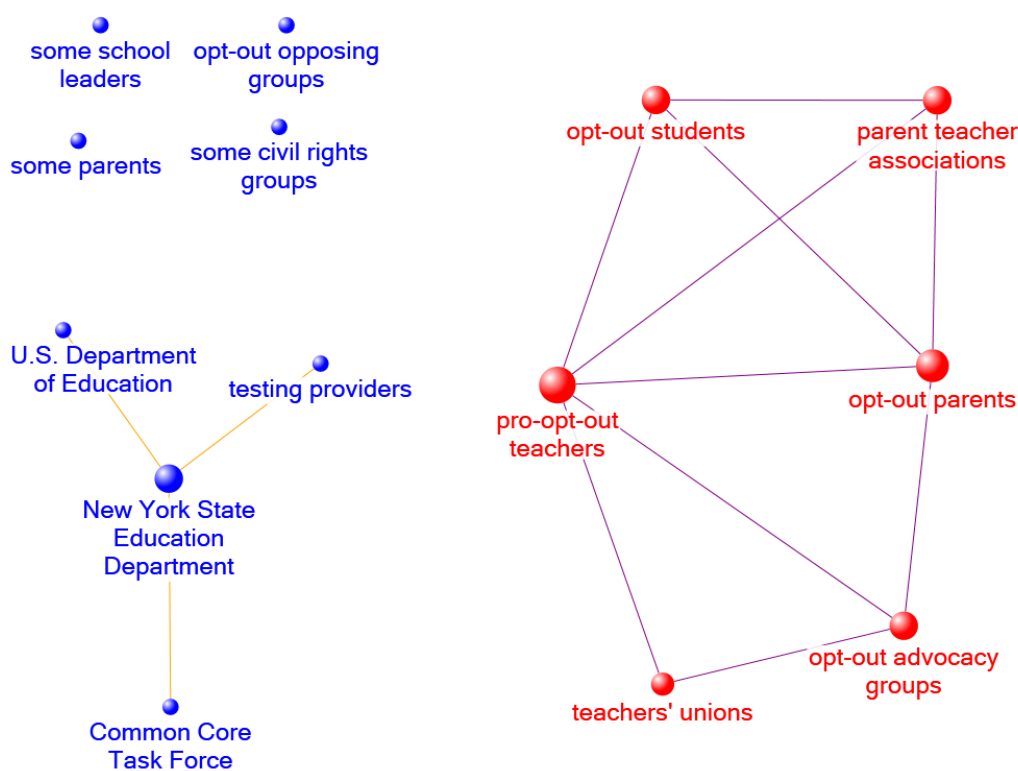 some school
leaders
opt-out opposing
groups
some parents
some civil rights
groups
opt-out students
parent teacher
associations
U.S. Department
of Education
testing providers
pro-opt-out
teachers
opt-out parents
New York State
Education
Department
opt-out advocacy
groups
teachers' unions
Common Core
Task Force